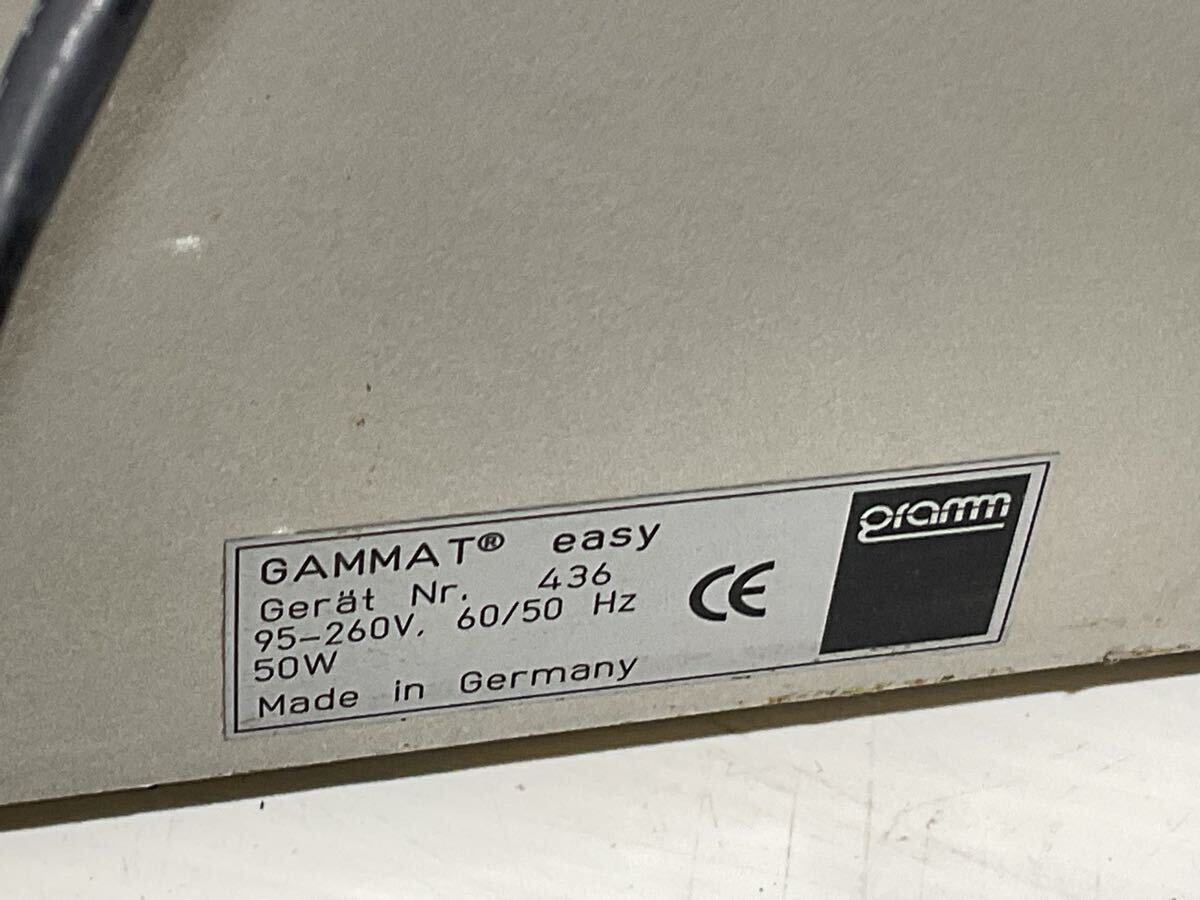 GAMMAT® easy
Gerät Nr. 436
95-260V, 60/50 Hz
50W
Made in Germany
CE
gramm